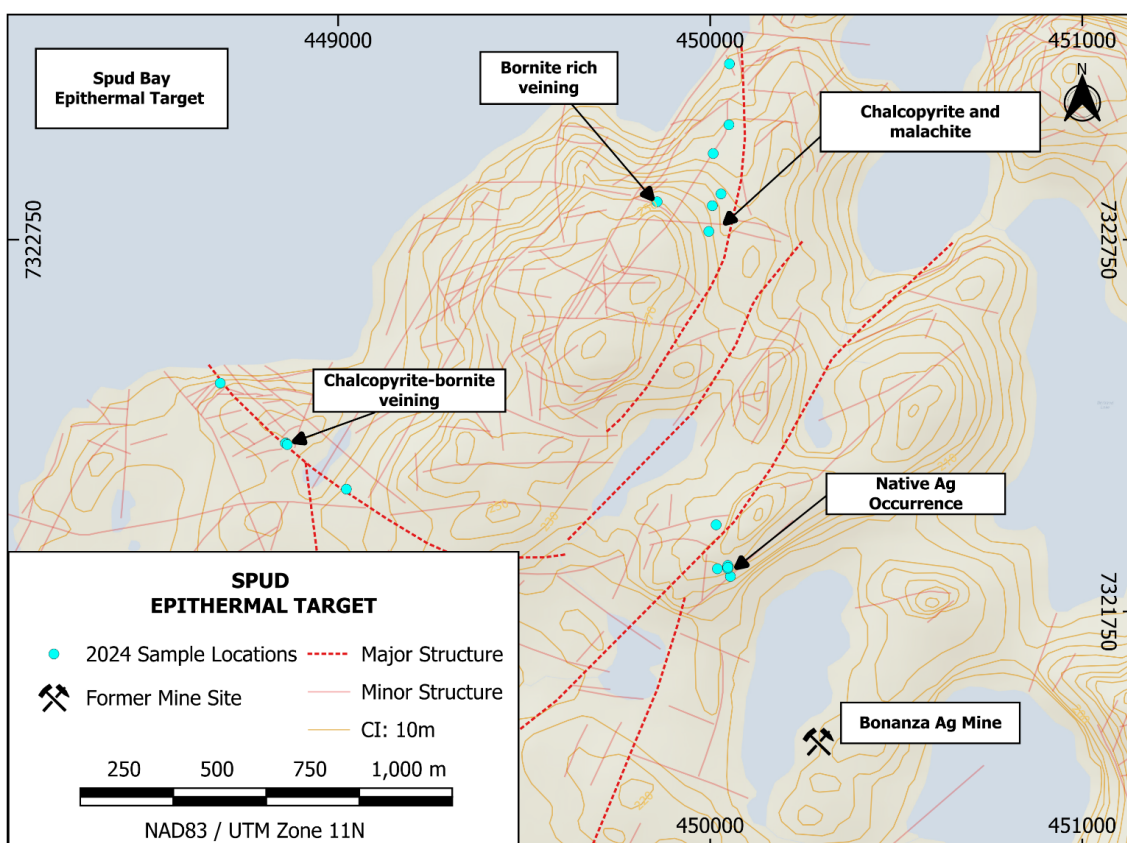 449000
450000
451000
N
Spud Bay
Epithermal Target
Bornite rich
veining
Chalcopyrite and
malachite
7322750
7322750
Chalcopyrite-bornite
veining
Native Ag
Occurrence
7321750
SPUD
EPITHERMAL TARGET
2024 Sample Locations
Major Structure
Former Mine Site
Minor Structure
CI: 10m
Bonanza Ag Mine
250 500 750 1,000 m
NAD83 / UTM Zone 11N
450000
451000